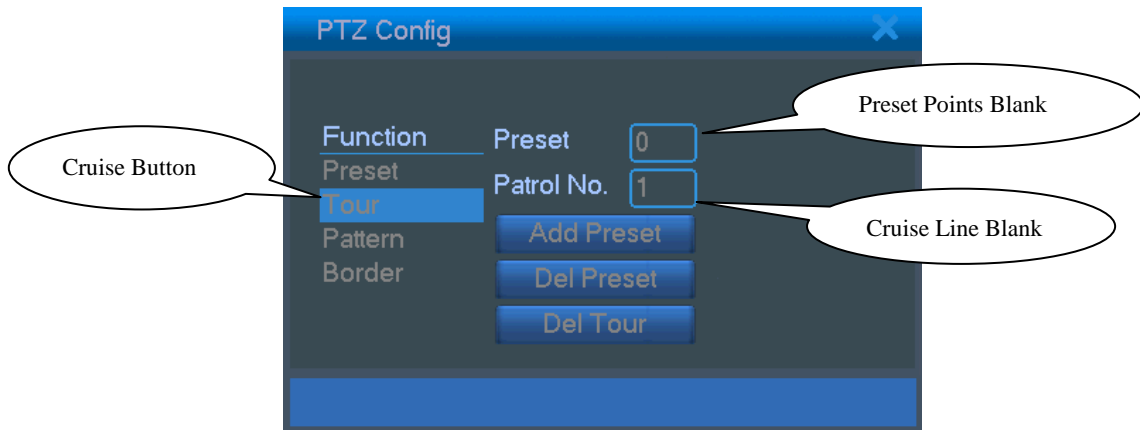 PTZ Config
Preset Points Blank
Function
Preset
0
Cruise Button
Preset
Patrol No.
1
Tour
Cruise Line Blank
Pattern
Add Preset
Border
Del Preset
Del Tour